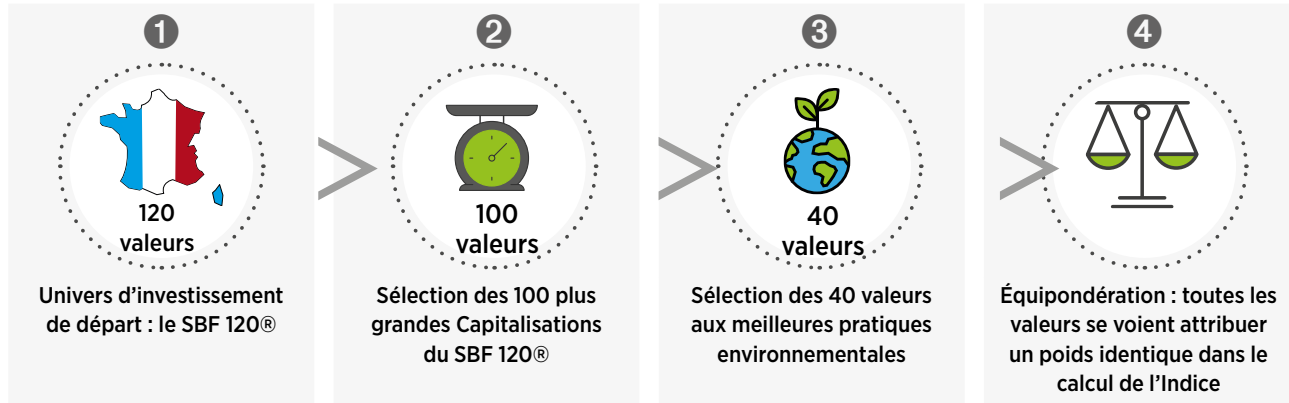 1
120
valeurs
Univers d'investissement
de départ : le SBF 120®
2
100
valeurs
Sélection des 100 plus
grandes Capitalisations
du SBF 120®
3
40
valeurs
Sélection des 40 valeurs
aux meilleures pratiques
environnementales
4
Équipondération : toutes les
valeurs se voient attribuer
un poids identique dans le
calcul de l'Indice